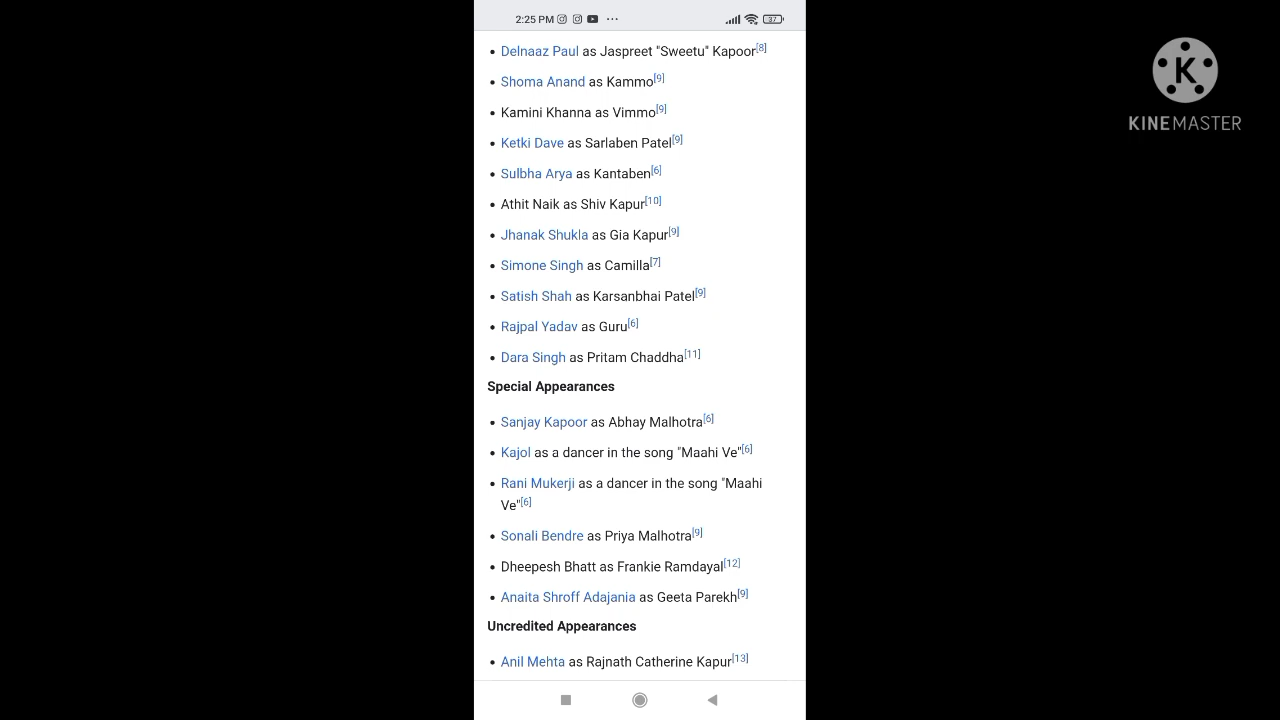 2:25 PM
37
• Delnaaz Paul as Jaspreet "Sweetu" Kapoor[8]
• Shoma Anand as Kammo[9]
• Kamini Khanna as Vimmo[9]
• Ketki Dave as Sarlaben Patel[9]
• Sulbha Arya as Kantaben[6]
• Athit Naik as Shiv Kapur[10]
• Jhanak Shukla as Gia Kapur[9]
• Simone Singh as Camilla[7]
• Satish Shah as Karsanbhai Patel[9]
• Rajpal Yadav as Guru[6]
• Dara Singh as Pritam Chaddha[11]
Special Appearances
• Sanjay Kapoor as Abhay Malhotra[6]
• Kajol as a dancer in the song "Maahi Ve"[6]
• Rani Mukerji as a dancer in the song "Maahi
Ve"[6]
• Sonali Bendre as Priya Malhotra[9]
• Dheepesh Bhatt as Frankie Ramdayal[12]
• Anaita Shroff Adajania as Geeta Parekh[9]
Uncredited Appearances
• Anil Mehta as Rajnath Catherine Kapur[13]
K
KINEMASTER